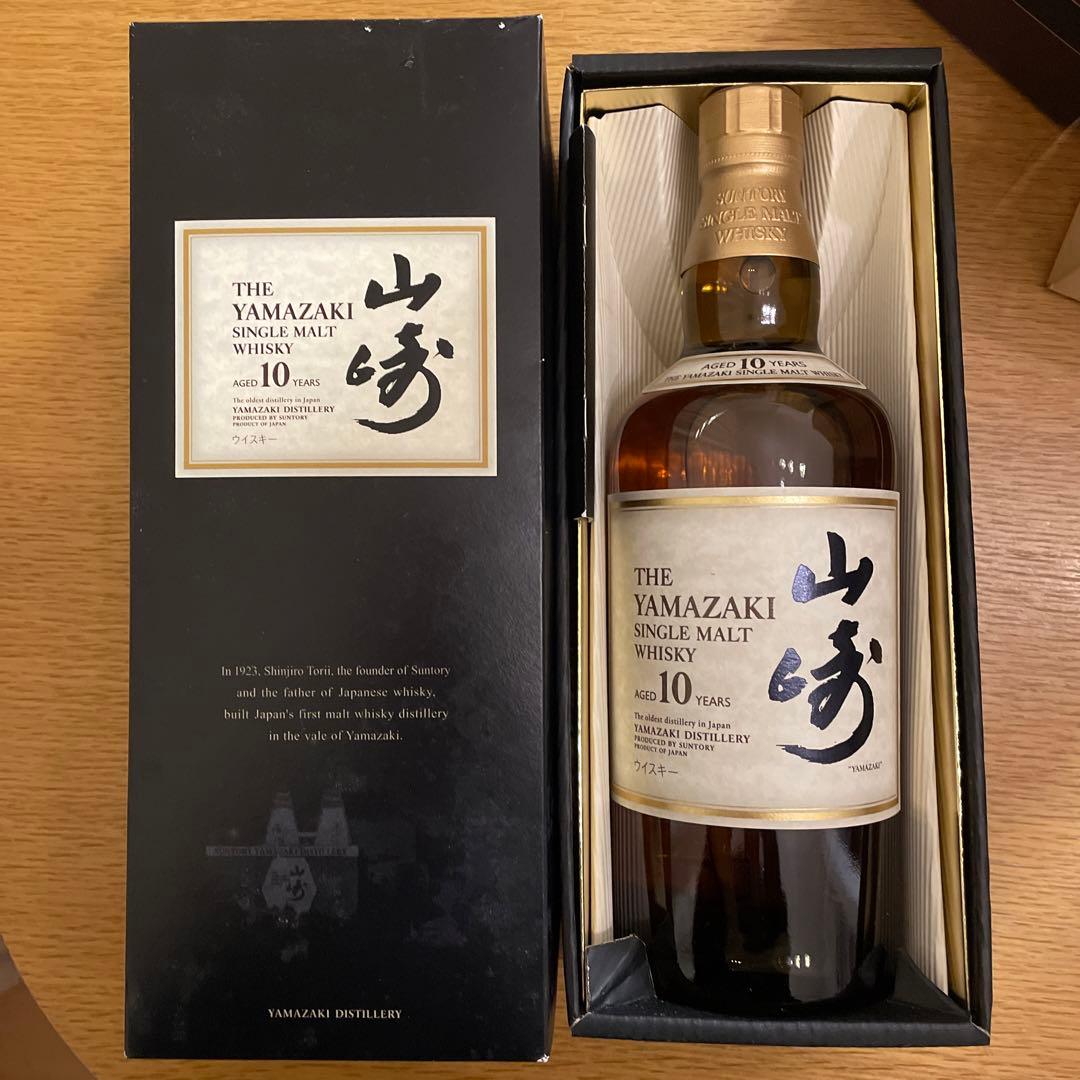 THE
YAMAZAKI
SINGLE MALT
WHISKY
AGED 10 YEARS
The oldest distillery in Japan
YAMAZAKI DISTILLERY
PRODUCED BY SUNTORY
PRODUCT OF JAPAN
ウイスキー
山崎
In 1923, Shinjiro Torii, the founder of Suntory
and the father of Japanese whisky,
built Japan's first malt whisky distillery
in the vale of Yamazaki.
SUNTORY YAMAZAKI DISTILLERY
山崎
YAMAZAKI DISTILLERY
SUNTORY
SINGLE MALT
WHISKY
AGED 10 YEARS
THE YAMAZAKI SINGLE MALT WHISKY
THE
YAMAZAKI
SINGLE MALT
WHISKY
AGED 10 YEARS
The oldest distillery in Japan
YAMAZAKI DISTILLERY
PRODUCED BY SUNTORY
PRODUCT OF JAPAN
ウイスキー
山崎
"YAMAZAKI"